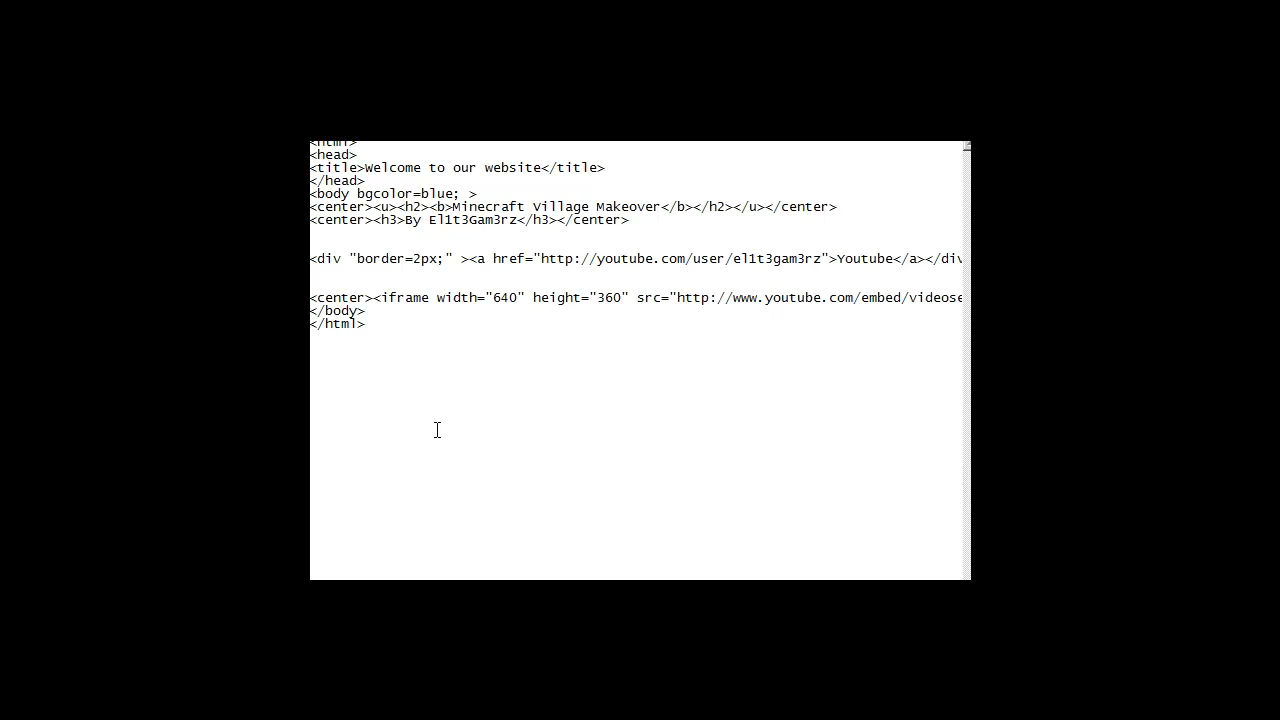 <html>
<head>
<title>Welcome to our website</title>
</head>
<body bgcolor=blue; >
<center><u><h2><b>Minecraft Village Makeover</b></h2></u></center>
<center><h3>By El1t3Gam3rz</h3></center>
<div "border=2px;" ><a href="http://youtube.com/user/el1t3gam3rz">Youtube</a></div
<center><iframe width="640" height="360" src="http://www.youtube.com/embed/videose
</body>
</html>